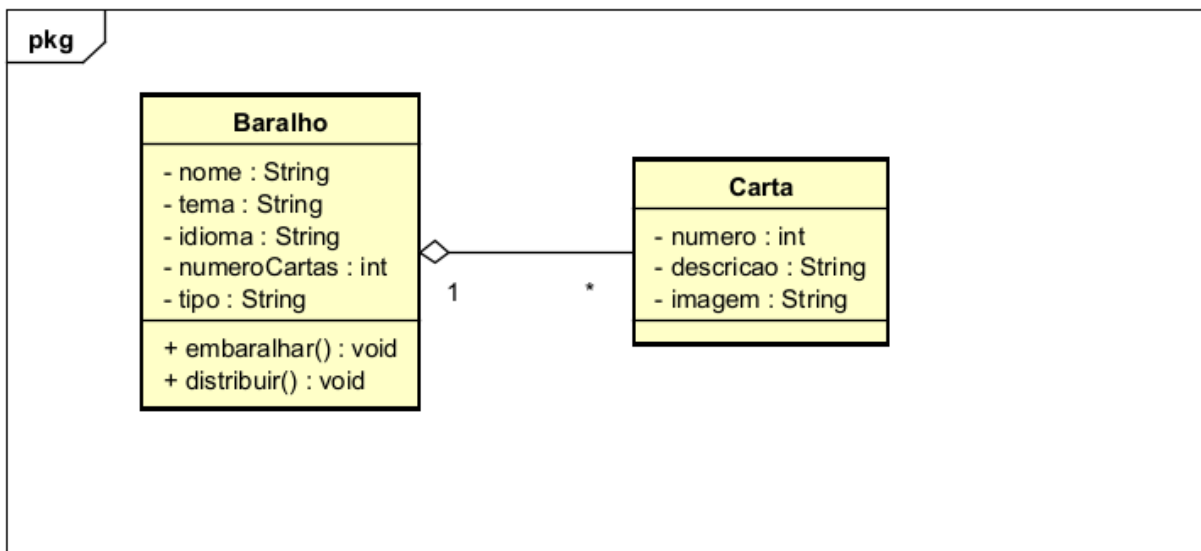 pkg
Baralho
- nome : String
- tema : String
- idioma : String
- numeroCartas : int
- tipo : String
+ embaralhar() : void
+ distribuir() : void
1
*
Carta
- numero : int
- descricao : String
- imagem : String